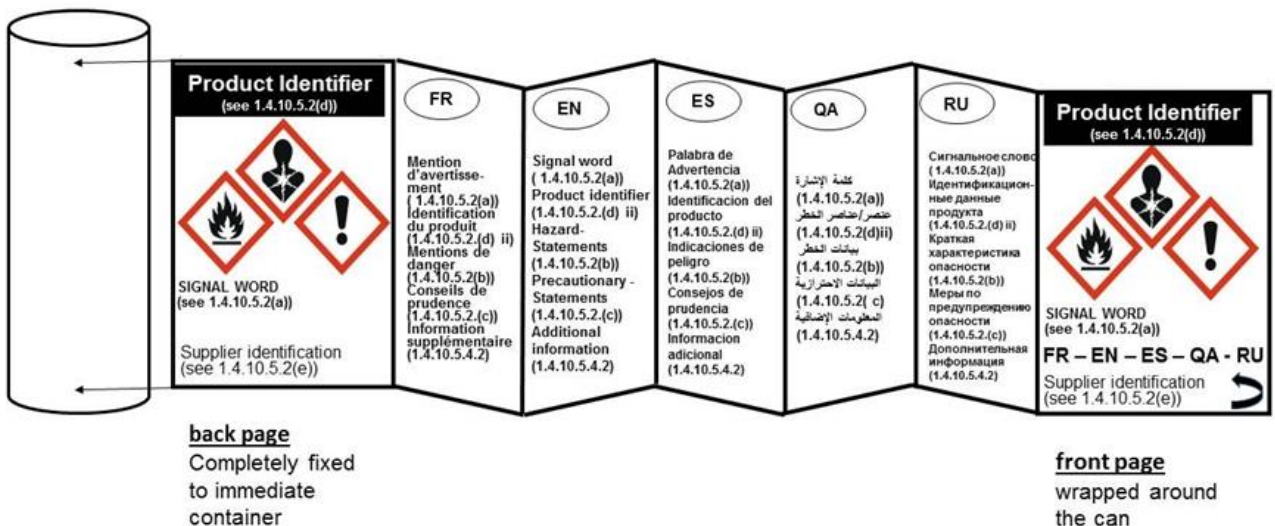 Product Identifier
(see 1.4.10.5.2(d))
SIGNAL WORD
(see 1.4.10.5.2(a))
Supplier identification
(see 1.4.10.5.2(e))
back page
Completely fixed
to immediate
container
FR
Mention
d'avertisse-
ment
( 1.4.10.5.2(a))
Identification
du produit
(1.4.10.5.2.(d) ii)
Mentions de
danger
(1.4.10.5.2(b))
Conseils de
prudence
(1.4.10.5.2.(c))
Information
supplémentaire
(1.4.10.5.4.2)
EN
Signal word
( 1.4.10.5.2(a))
Product identifier
(1.4.10.5.2.(d) ii)
Hazard-
Statements
(1.4.10.5.2(b))
Precautionary -
Statements
(1.4.10.5.2.(c))
Additional
information
(1.4.10.5.4.2)
ES
Palabra de
Advertencia
(1.4.10.5.2(a))
Identificacion del
producto
(1.4.10.5.2.(d) ii)
Indicaciones de
peligro
(1.4.10.5.2(b))
Consejos de
prudencia
(1.4.10.5.2.(c))
Informacion
adicional
(1.4.10.5.4.2)
QA
كلمة الإشارة
(1.4.10.5.2(a))
عنصر/عناصر الخطر
(1.4.10.5.2(d)ii)
بيانات الخطر
(1.4.10.5.2(b))
البيانات الاحترازية
(1.4.10.5.2( c)
المعلومات الإضافية
(1.4.10.5.4.2)
RU
Сигнальное слово
( 1.4.10.5.2(a))
Идентификацион-
ные данные
продукта
(1.4.10.5.2.(d) ii)
Краткая
характеристика
опасности
(1.4.10.5.2(b))
Меры по
предупреждению
опасности
(1.4.10.5.2.(c))
Дополнительная
информация
(1.4.10.5.4.2)
Product Identifier
(see 1.4.10.5.2(d))
SIGNAL WORD
(see 1.4.10.5.2(a))
FR – EN – ES – QA - RU
Supplier identification
(see 1.4.10.5.2(e))
front page
wrapped around
the can